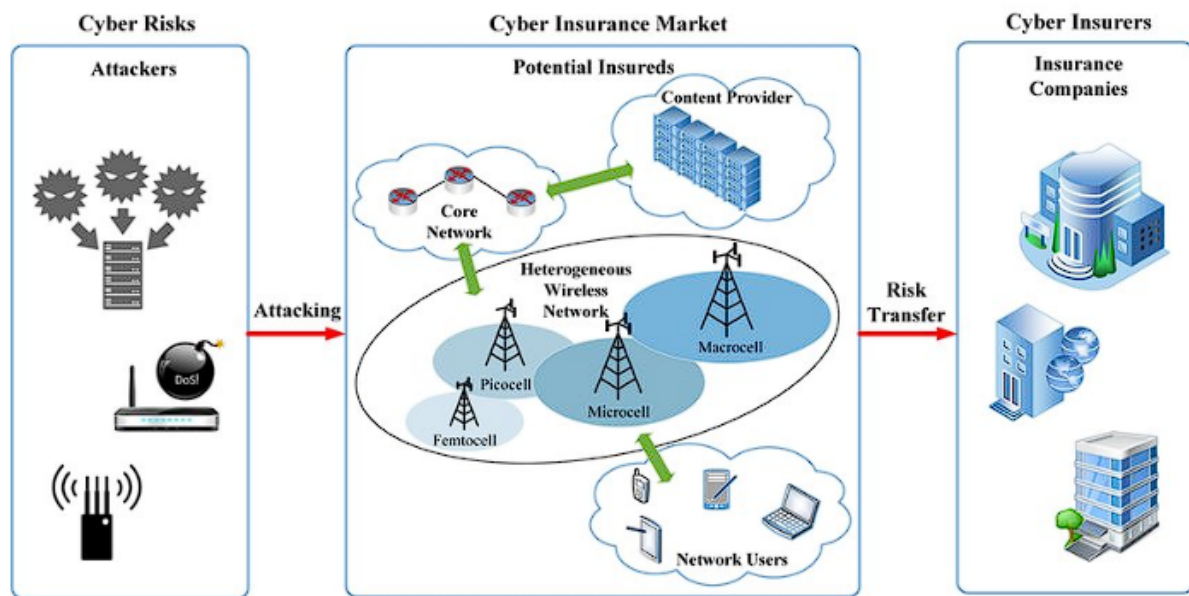 Cyber Risks
Attackers
DoS!
Attacking
Cyber Insurance Market
Potential Insureds
Content Provider
Core
Network
Heterogeneous
Wireless
Network
Macrocell
Picocell
Microcell
Femtocell
Network Users
Risk
Transfer
Cyber Insurers
Insurance
Companies